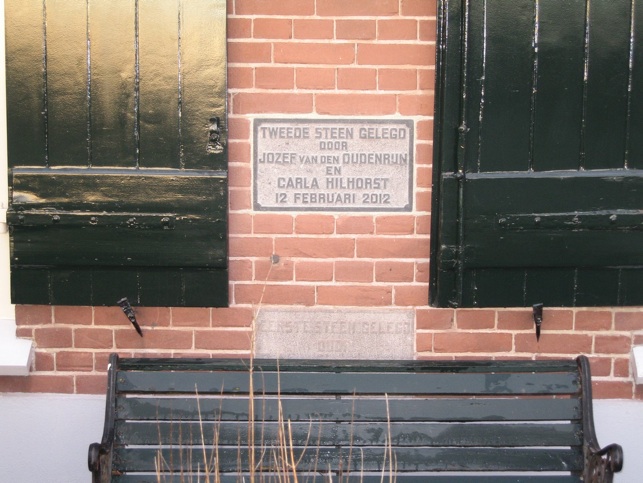 TWEEDE STEEN GELEGD
DOOR
JOZEF VAN DEN OUDENRIJN
EN
CARLA HILHORST
12 FEBRUARI 2012
EERSTE STEEN GELEGD
DOOR